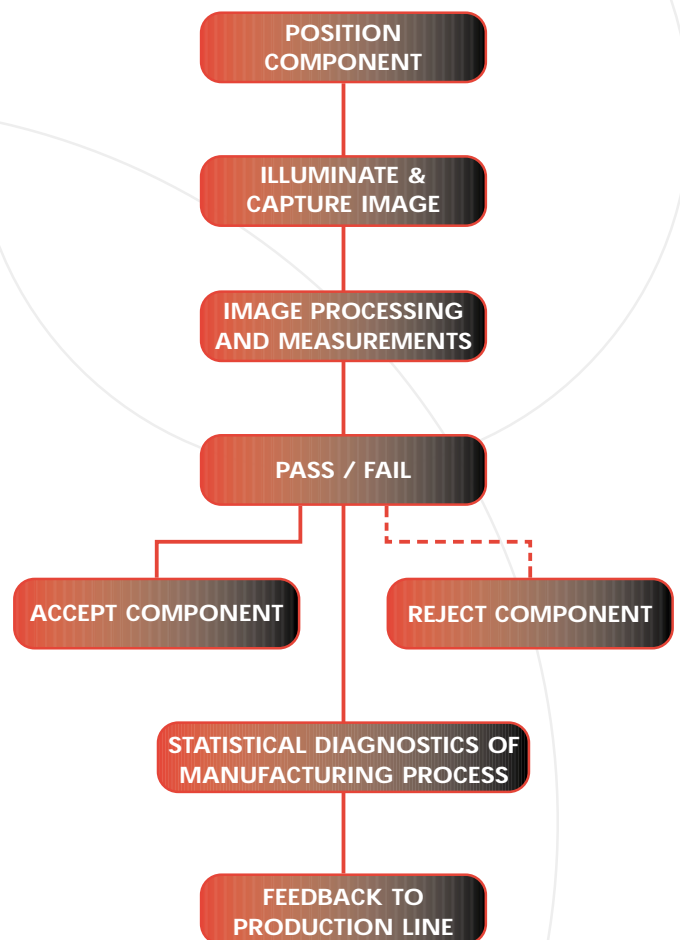 POSITION
COMPONENT
ILLUMINATE &
CAPTURE IMAGE
IMAGE PROCESSING
AND MEASUREMENTS
PASS / FAIL
ACCEPT COMPONENT
REJECT COMPONENT
STATISTICAL DIAGNOSTICS OF
MANUFACTURING PROCESS
FEEDBACK TO
PRODUCTION LINE